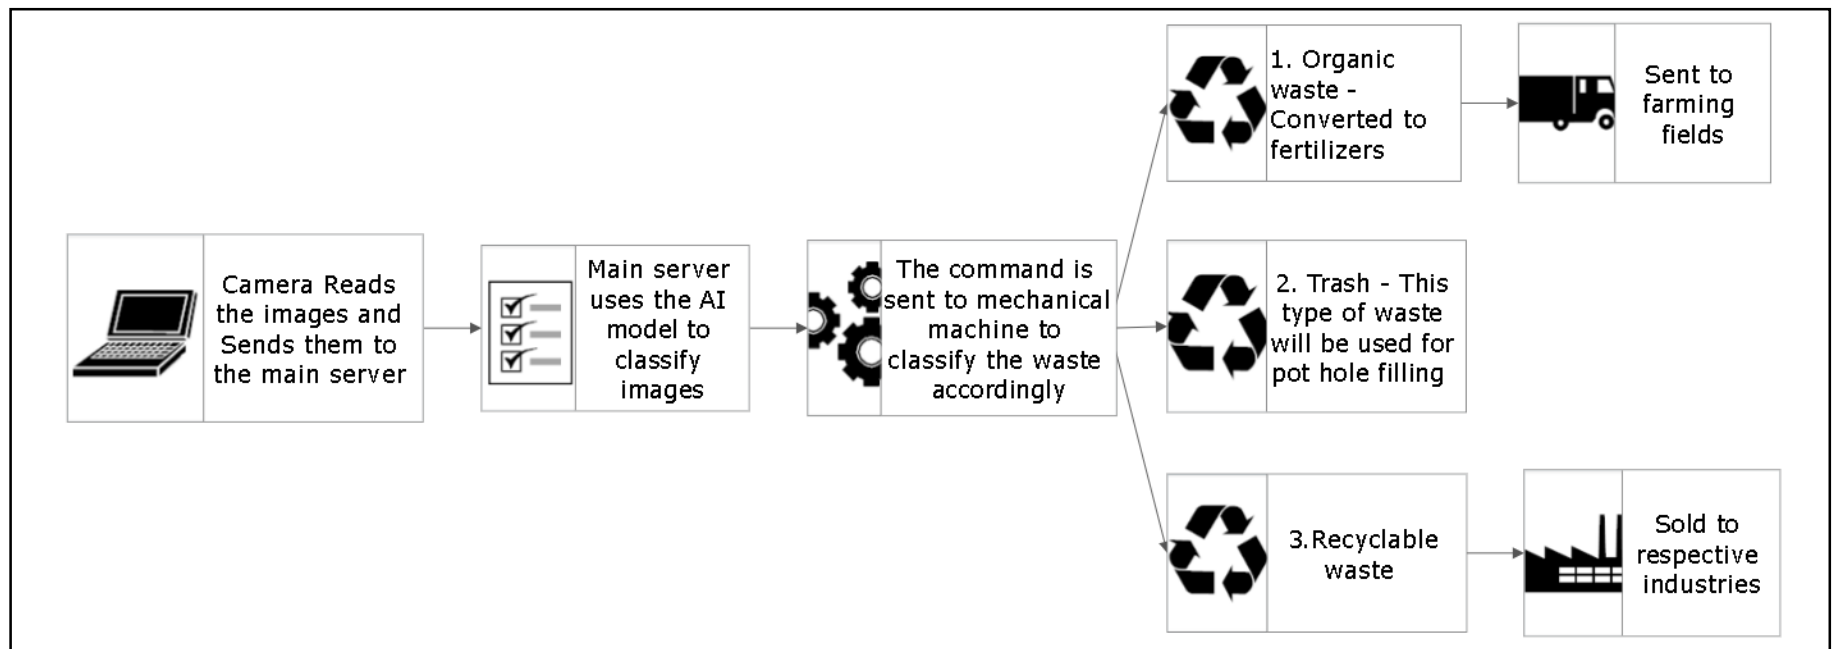 Camera Reads
the images and
Sends them to
the main server
Main server
uses the AI
model to
classify
images
The command is
sent to mechanical
machine to
classify the waste
accordingly
1. Organic
waste -
Converted to
fertilizers
Sent to
farming
fields
2. Trash - This
type of waste
will be used for
pot hole filling
3.Recyclable
waste
Sold to
respective
industries